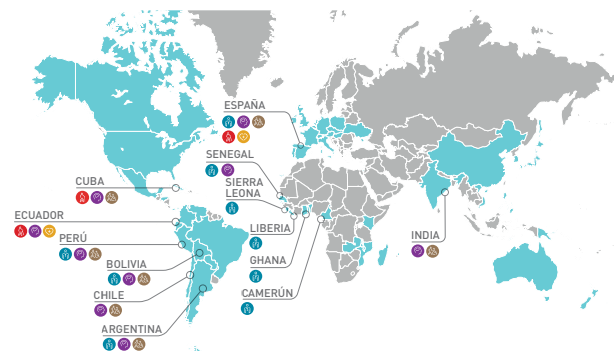 ESPAÑA
SENEGAL
SIERRA
LEONA
CUBA
ECUADOR
LIBERIA
PERÚ
INDIA
BOLIVIA
GHANA
CHILE
CAMERÚN
ARGENTINA